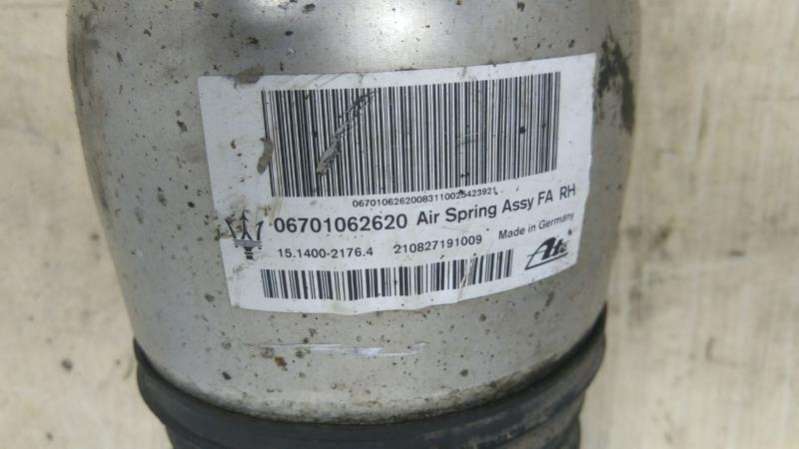 06701062620083110025423921
06701062620 Air Spring Assy FA RH
15.1400-2176.4 210827191009 Made in Germany
Ate